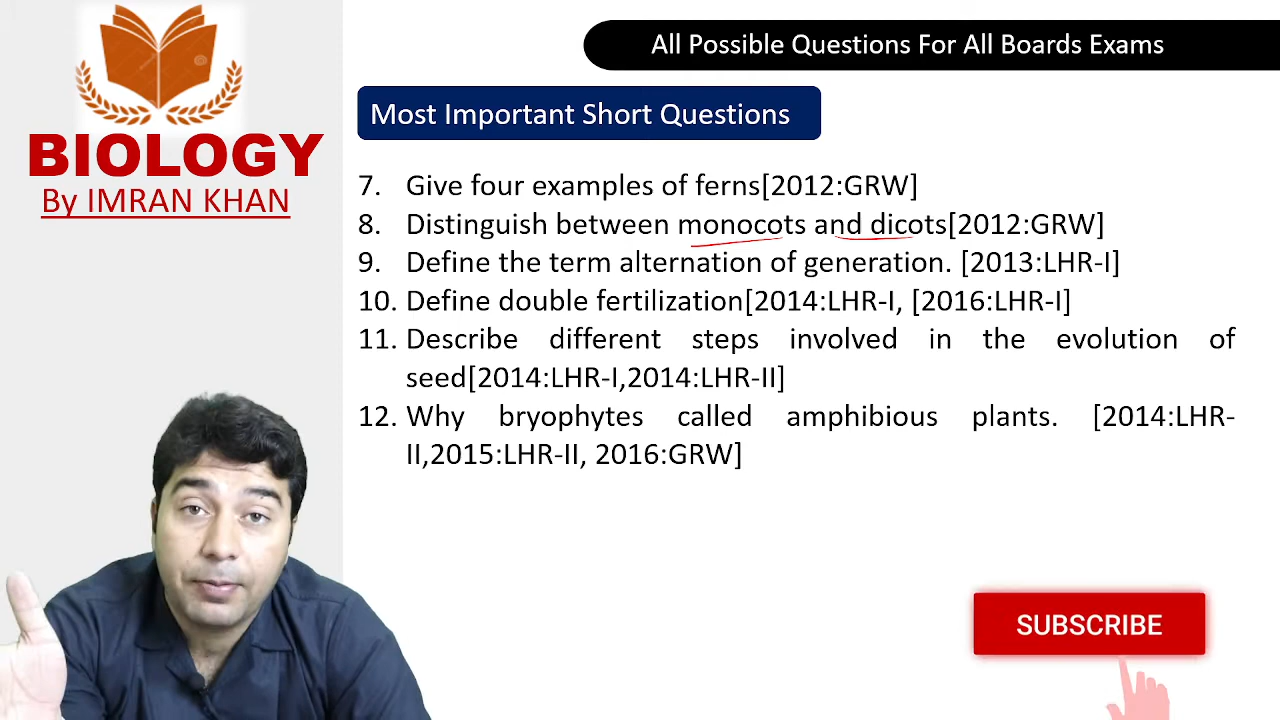 All Possible Questions For All Boards Exams
Most Important Short Questions
BIOLOGY
By IMRAN KHAN
7. Give four examples of ferns[2012:GRW]
8. Distinguish between monocots and dicots[2012:GRW]
9. Define the term alternation of generation. [2013:LHR-I]
10. Define double fertilization[2014:LHR-I, [2016:LHR-I]
11. Describe different steps involved in the evolution of
seed[2014:LHR-I,2014:LHR-II]
12. Why bryophytes called amphibious plants. [2014:LHR-
II,2015:LHR-II, 2016:GRW]
SUBSCRIBE